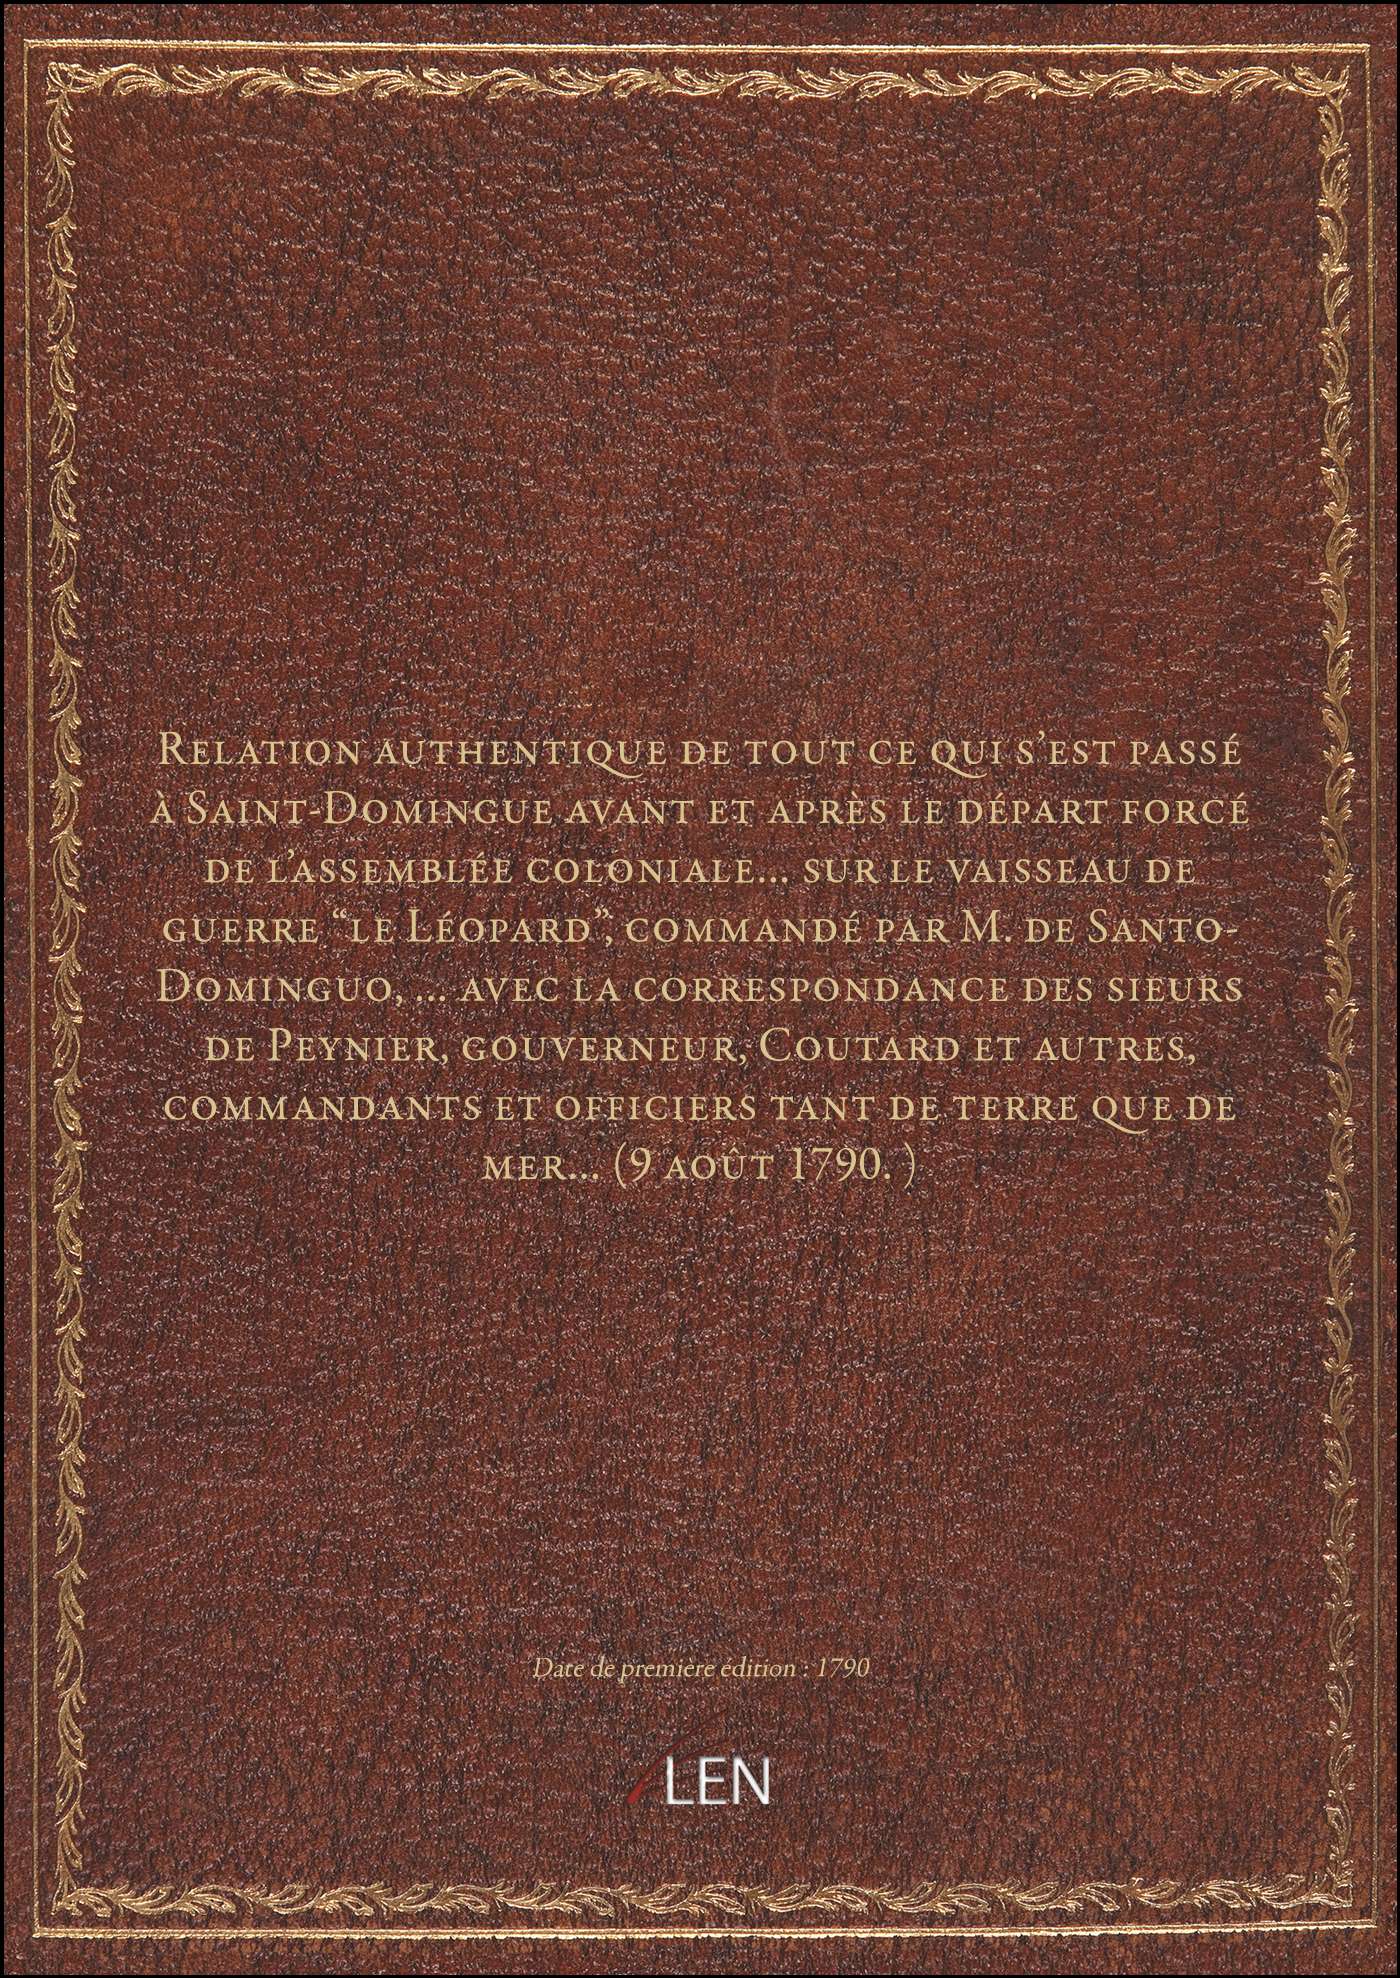 Relation authentique de tout ce qui s’est passé
à Saint-Domingue avant et après le départ forcé
de l’assemblée coloniale... sur le vaisseau de
guerre “le Léopard”, commandé par M. de Santo-
Dominguo, ... avec la correspondance des sieurs
de Peynier, gouverneur, Coutard et autres,
commandants et officiers tant de terre que de
mer... (9 août 1790. )
Date de première édition : 1790
LEN